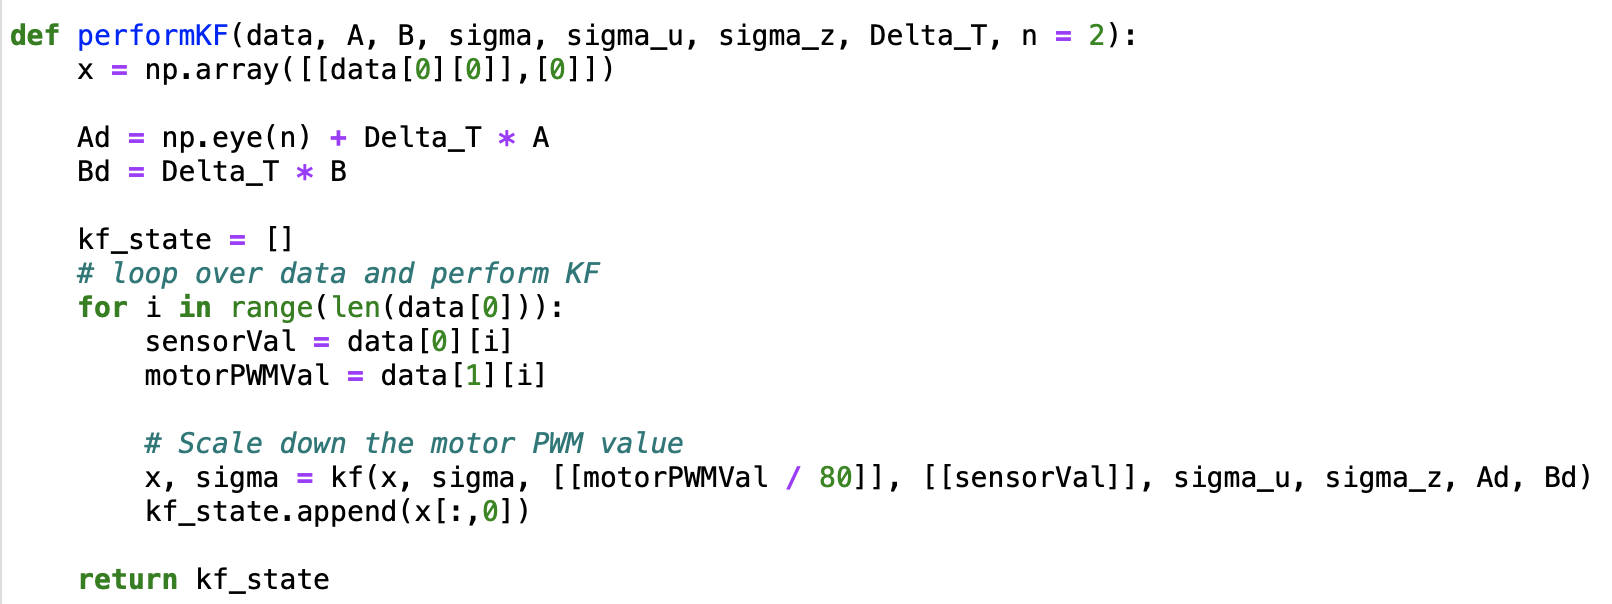 def performKF(data, A, B, sigma, sigma_u, sigma_z, Delta_T, n = 2):
    x = np.array([[data[0][0]],[0]])

    Ad = np.eye(n) + Delta_T * A
    Bd = Delta_T * B

    kf_state = []
    # loop over data and perform KF
    for i in range(len(data[0])):
        sensorVal = data[0][i]
        motorPWMVal = data[1][i]

        # Scale down the motor PWM value
        x, sigma = kf(x, sigma, [[motorPWMVal / 80]], [[sensorVal]], sigma_u, sigma_z, Ad, Bd)
        kf_state.append(x[:,0])

    return kf_state